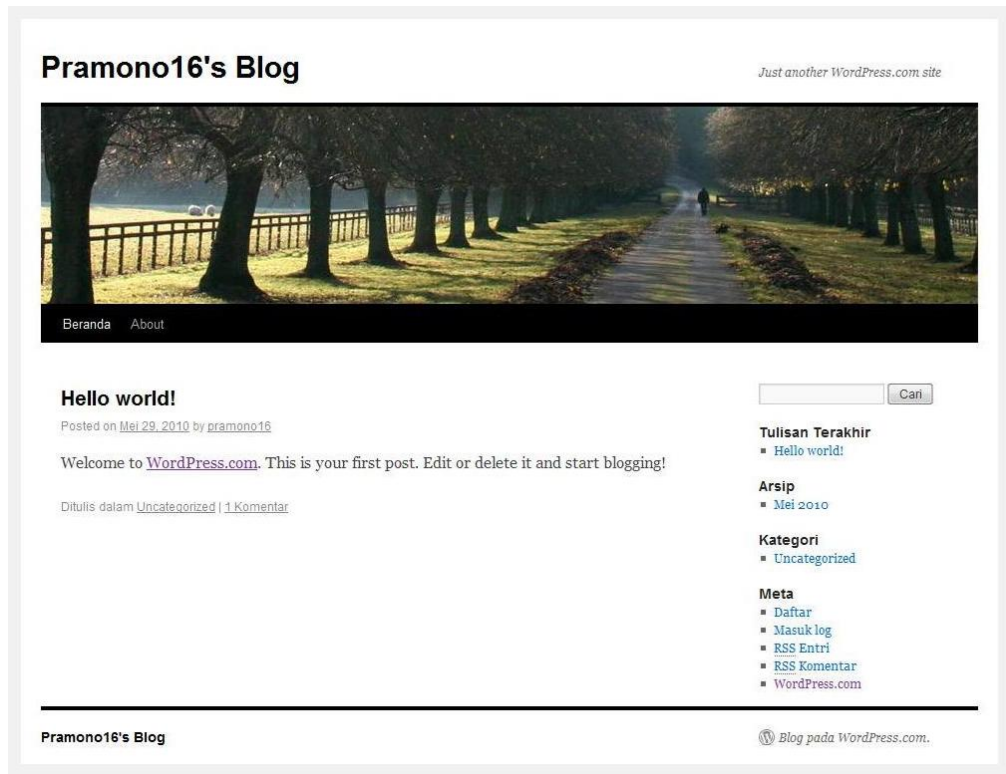 Pramono16's Blog
Just another WordPress.com site
Beranda About
Hello world!
Posted on Mei 29, 2010 by pramono16
Welcome to WordPress.com. This is your first post. Edit or delete it and start blogging!
Ditulis dalam Uncategorized | 1 Komentar
Cari
Tulisan Terakhir
Hello world!
Arsip
Mei 2010
Kategori
Uncategorized
Meta
Daftar
Masuk log
RSS Entri
RSS Komentar
WordPress.com
Pramono16's Blog
Blog pada WordPress.com.